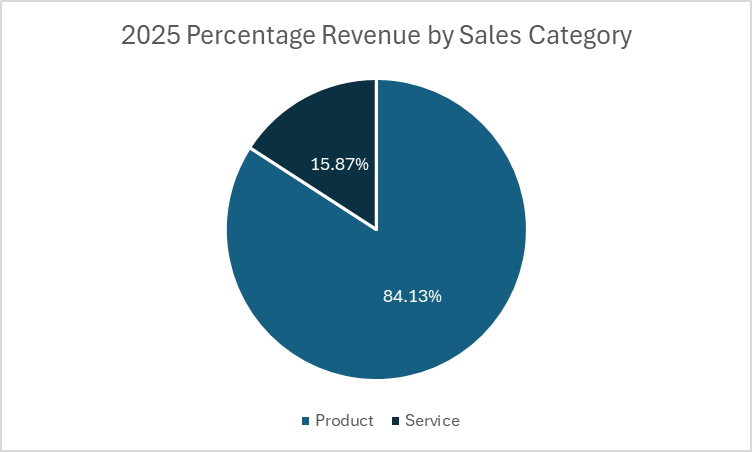 2025 Percentage Revenue by Sales Category
15.87%
84.13%
Product Service